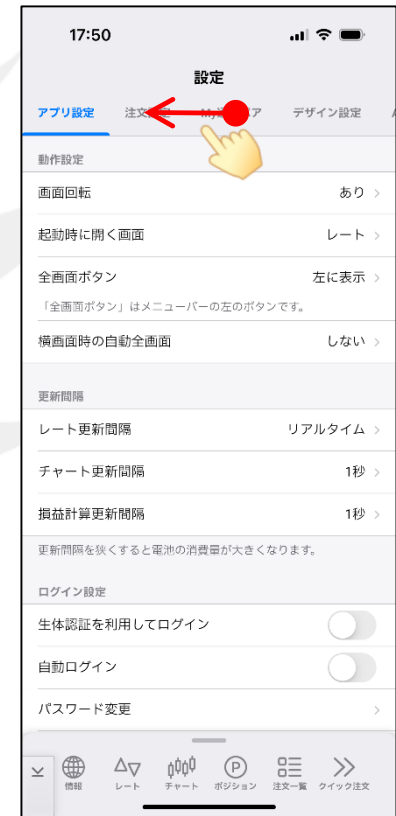 17:50
設定
アプリ設定 注文 My ア デザイン設定
動作設定
画面回転 あり
起動時に開く画面 レート
全画面ボタン 左に表示
「全画面ボタン」はメニューバーの左のボタンです。
横画面時の自動全画面 しない
更新間隔
レート更新間隔 リアルタイム
チャート更新間隔 1秒
損益計算更新間隔 1秒
更新間隔を狭くすると電池の消費量が大きくなります。
ログイン設定
生体認証を利用してログイン
自動ログイン
パスワード変更
情報 レート チャート P ポジション 注文一覧 クイック注文